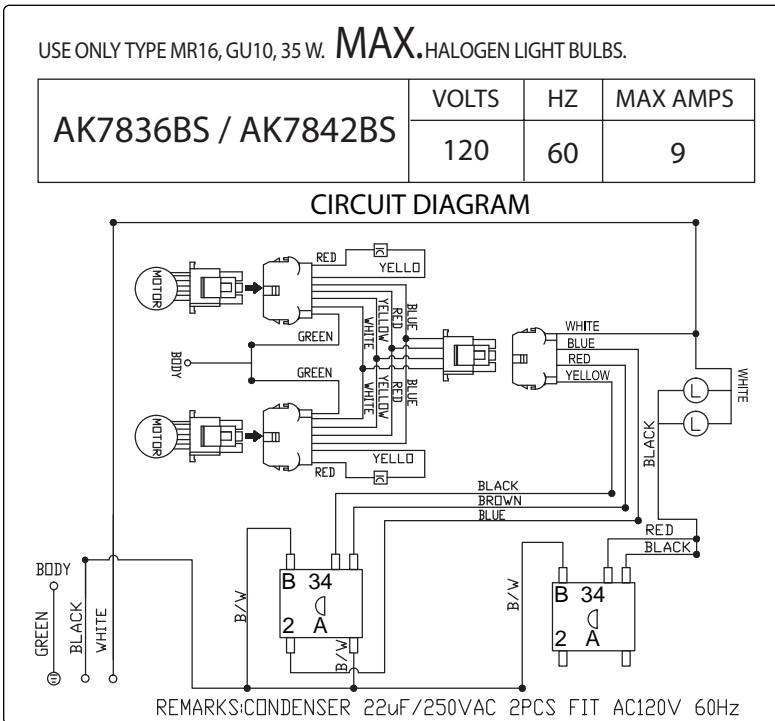 USE ONLY TYPE MR16, GU10, 35 W. MAX. HALOGEN LIGHT BULBS.
AK7836BS / AK7842BS
VOLTS HZ MAX AMPS
120 60 9
CIRCUIT DIAGRAM
RED
C
YELLO
MOTOR
BLUE
RED
YELLOW
WHITE
GREEN
BODY
GREEN
WHITE
YELLOW
RED
BLUE
WHITE
BLUE
RED
YELLOW
WHITE
L
L
BLACK
MOTOR
YELLO
RED
C
BLACK
BROWN
BLUE
RED
BLACK
BODY
GREEN
BLACK
WHITE
B/W
B 34
2 A
B/W
B/W
B 34
2 A
REMARKS:CONDENSER 22uF/250VAC 2PCS FIT AC120V 60Hz